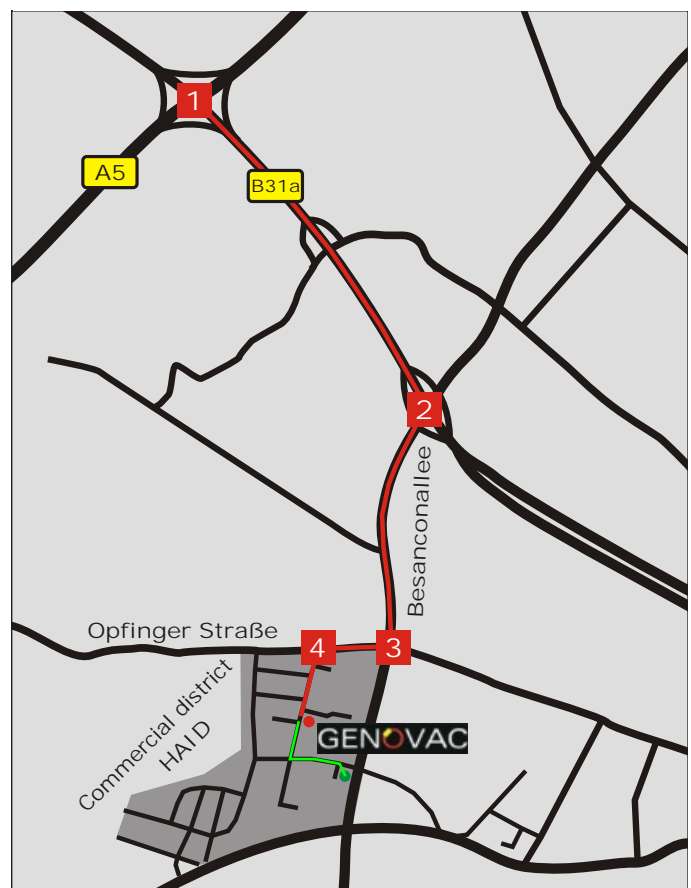 1
A5
B31a
2
Besanconallee
Opfinger Straße
4
3
Commercial district
HAID
GENOVAC